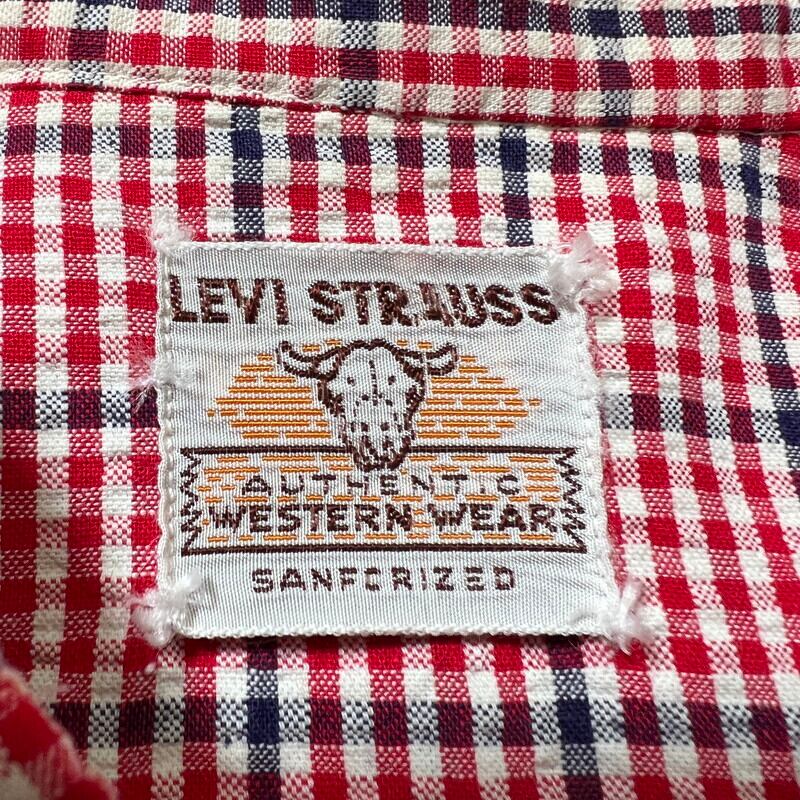 LEVI STRAUSS
AUTHENTIC
WESTERN WEAR
SANFORIZED